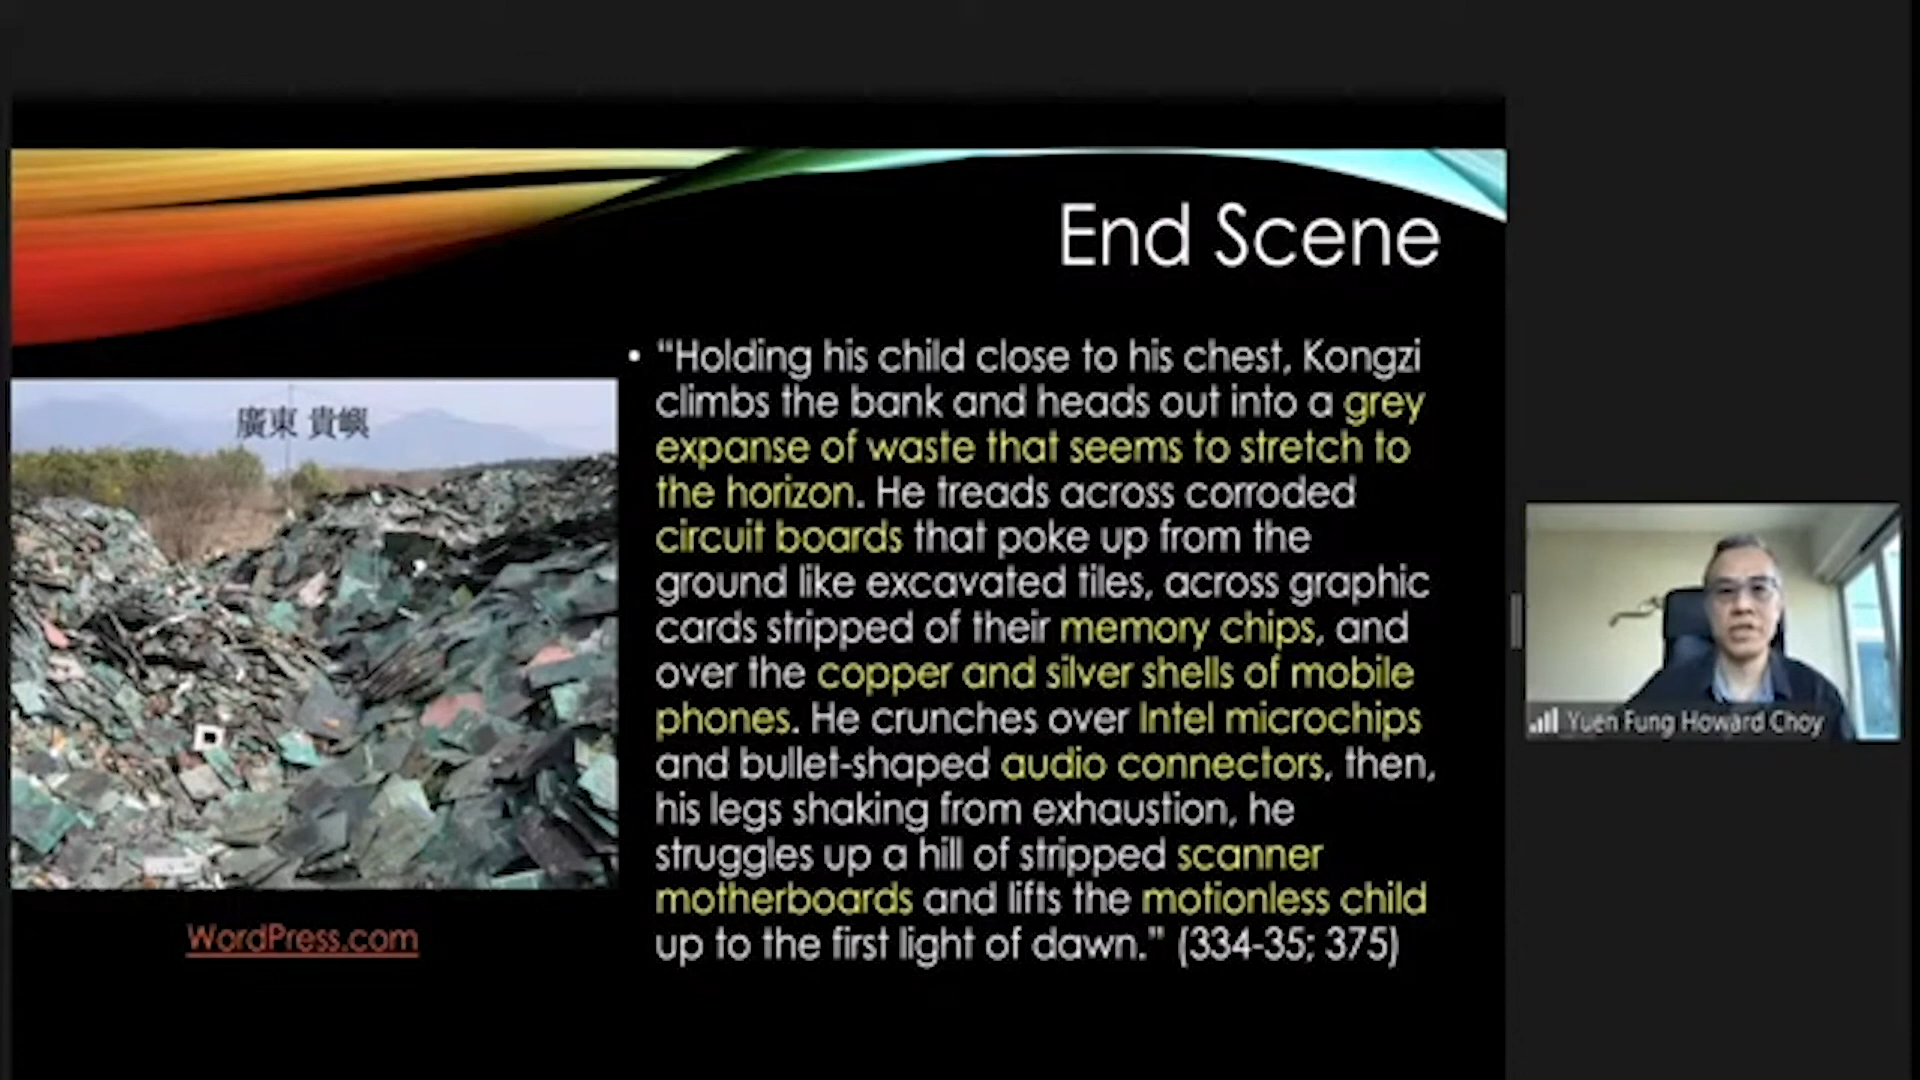 End Scene
• “Holding his child close to his chest, Kongzi
climbs the bank and heads out into a grey
expanse of waste that seems to stretch to
the horizon. He treads across corroded
circuit boards that poke up from the
ground like excavated tiles, across graphic
cards stripped of their memory chips, and
over the copper and silver shells of mobile
phones. He crunches over Intel microchips
and bullet-shaped audio connectors, then,
his legs shaking from exhaustion, he
struggles up a hill of stripped scanner
motherboards and lifts the motionless child
up to the first light of dawn.” (334-35; 375)
廣東 貴嶼
WordPress.com
Yuen Fung Howard Choy